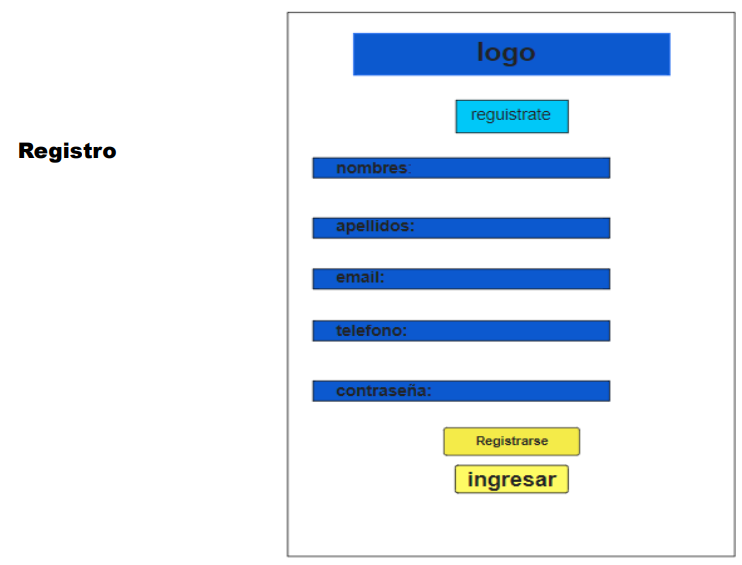 logo
reguistrate
Registro
nombres:
apellidos:
email:
telefono:
contraseña:
Registrarse
ingresar